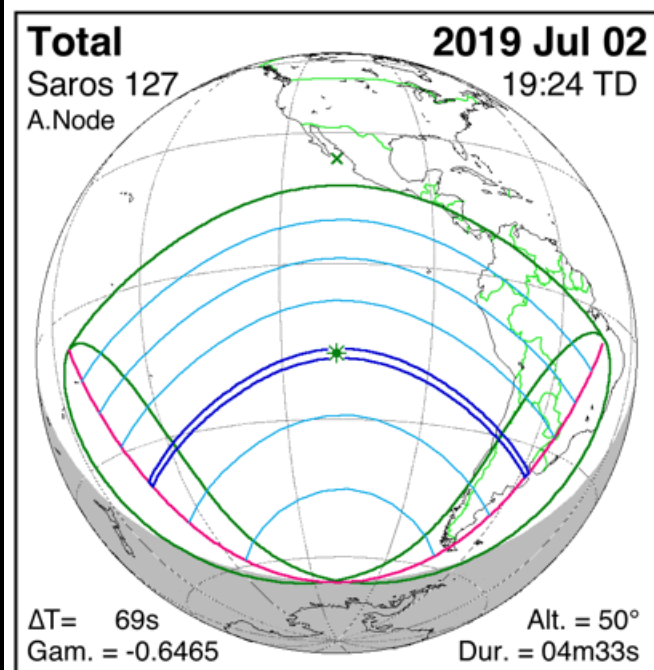 Total 2019 Jul 02
Saros 127 19:24 TD
A.Node
ΔT= 69s Alt. = 50°
Gam. = -0.6465 Dur. = 04m33s